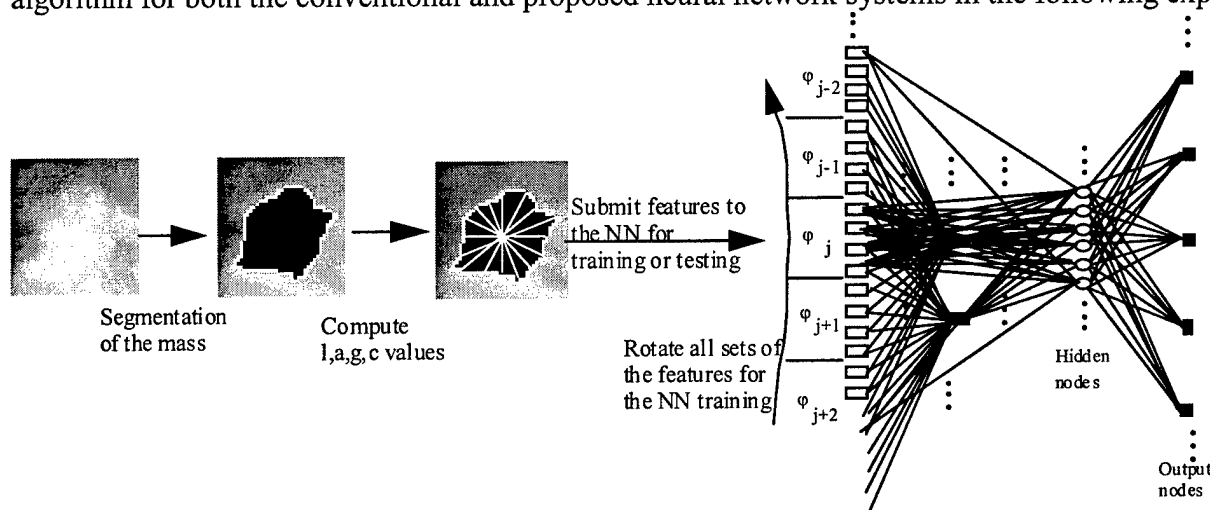 algorithm for both the conventional and proposed neural network systems in the following exp
Segmentation
of the mass
Compute
l,a,g,c values
Submit features to
the NN for
training or testing
Rotate all sets of
the features for
the NN training
φ j-2
φ j-1
φ j
φ j+1
φ j+2
Hidden
nodes
Output
nodes